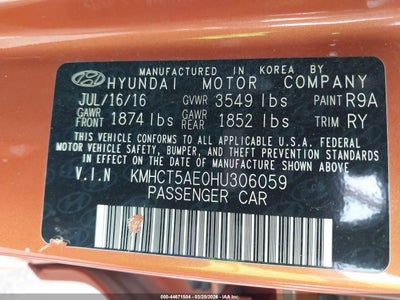 MANUFACTURED IN KOREA BY
HYUNDAI MOTOR COMPANY
JUL/16/16 GVWR 3549 lbs PAINT R9A
GAWR FRONT 1874 lbs GAWR REAR 1852 lbs TRIM RY
THIS VEHICLE CONFORMS TO ALL APPLICABLE U.S.A. FEDERAL
MOTOR VEHICLE SAFETY, BUMPER, AND THEFT PREVENTION STANDARDS
IN EFFECT ON THE DATE OF MANUFACTURE SHOWN ABOVE.
V.I.N KMHCT5AE0HU306059
PASSENGER CAR
© IAA - 44671504 | 03/25/2026 - IAA, INC.